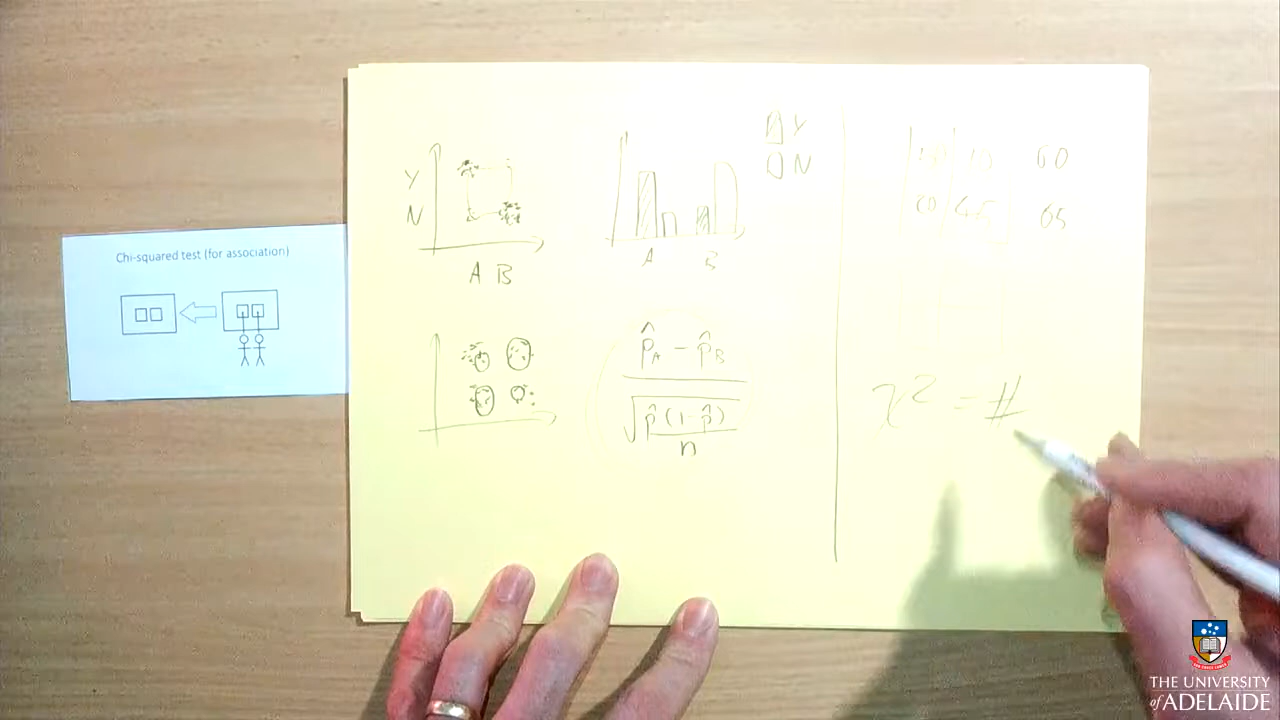 Chi-squared test (for association)
Y
N
A B
Y
N
A B
p̂A − p̂B
√ p̂(1−p̂)
n
60
65
χ² = #
THE UNIVERSITY
of ADELAIDE